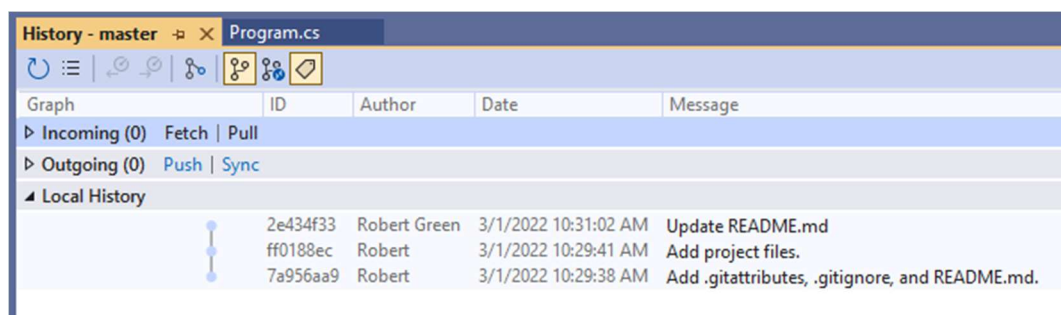 History - master Program.cs
Graph ID Author Date Message
Incoming (0) Fetch | Pull
Outgoing (0) Push | Sync
Local History
2e434f33 Robert Green 3/1/2022 10:31:02 AM Update README.md
ff0188ec Robert 3/1/2022 10:29:41 AM Add project files.
7a956aa9 Robert 3/1/2022 10:29:38 AM Add .gitattributes, .gitignore, and README.md.